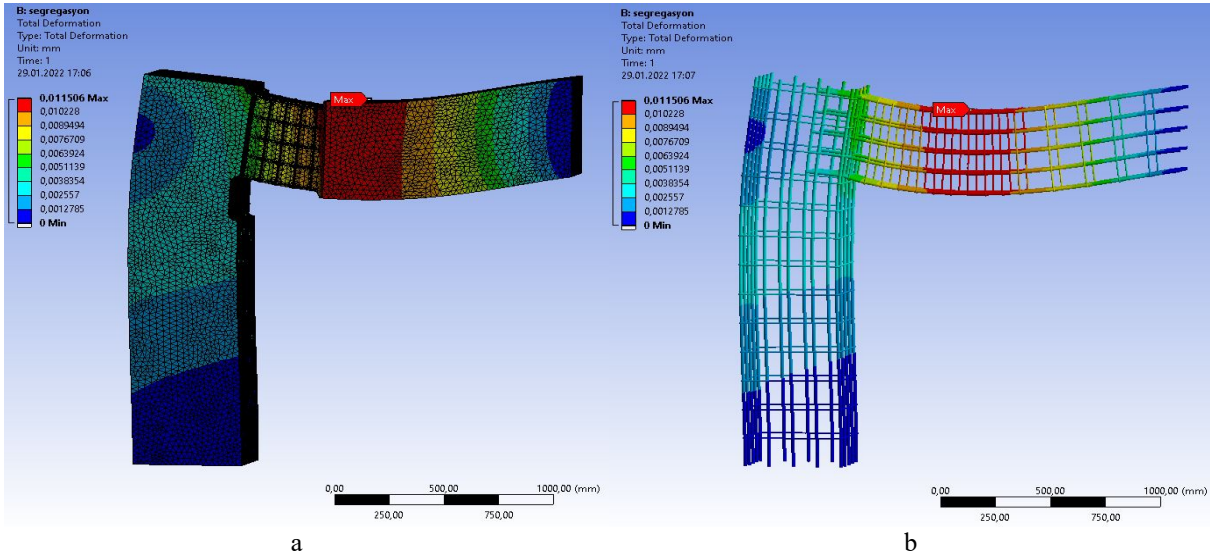 B: segregasyon
Total Deformation
Type: Total Deformation
Unit: mm
Time: 1
29.01.2022 17:06
0,011506 Max
0,010228
0,0089494
0,0076709
0,0063924
0,0051139
0,0038354
0,002557
0,0012785
0 Min
Max
0,00
500,00
1000,00 (mm)
250,00
750,00
a
B: segregasyon
Total Deformation
Type: Total Deformation
Unit: mm
Time: 1
29.01.2022 17:07
0,011506 Max
0,010228
0,0089494
0,0076709
0,0063924
0,0051139
0,0038354
0,002557
0,0012785
0 Min
Max
0,00
500,00
1000,00 (mm)
250,00
750,00
b